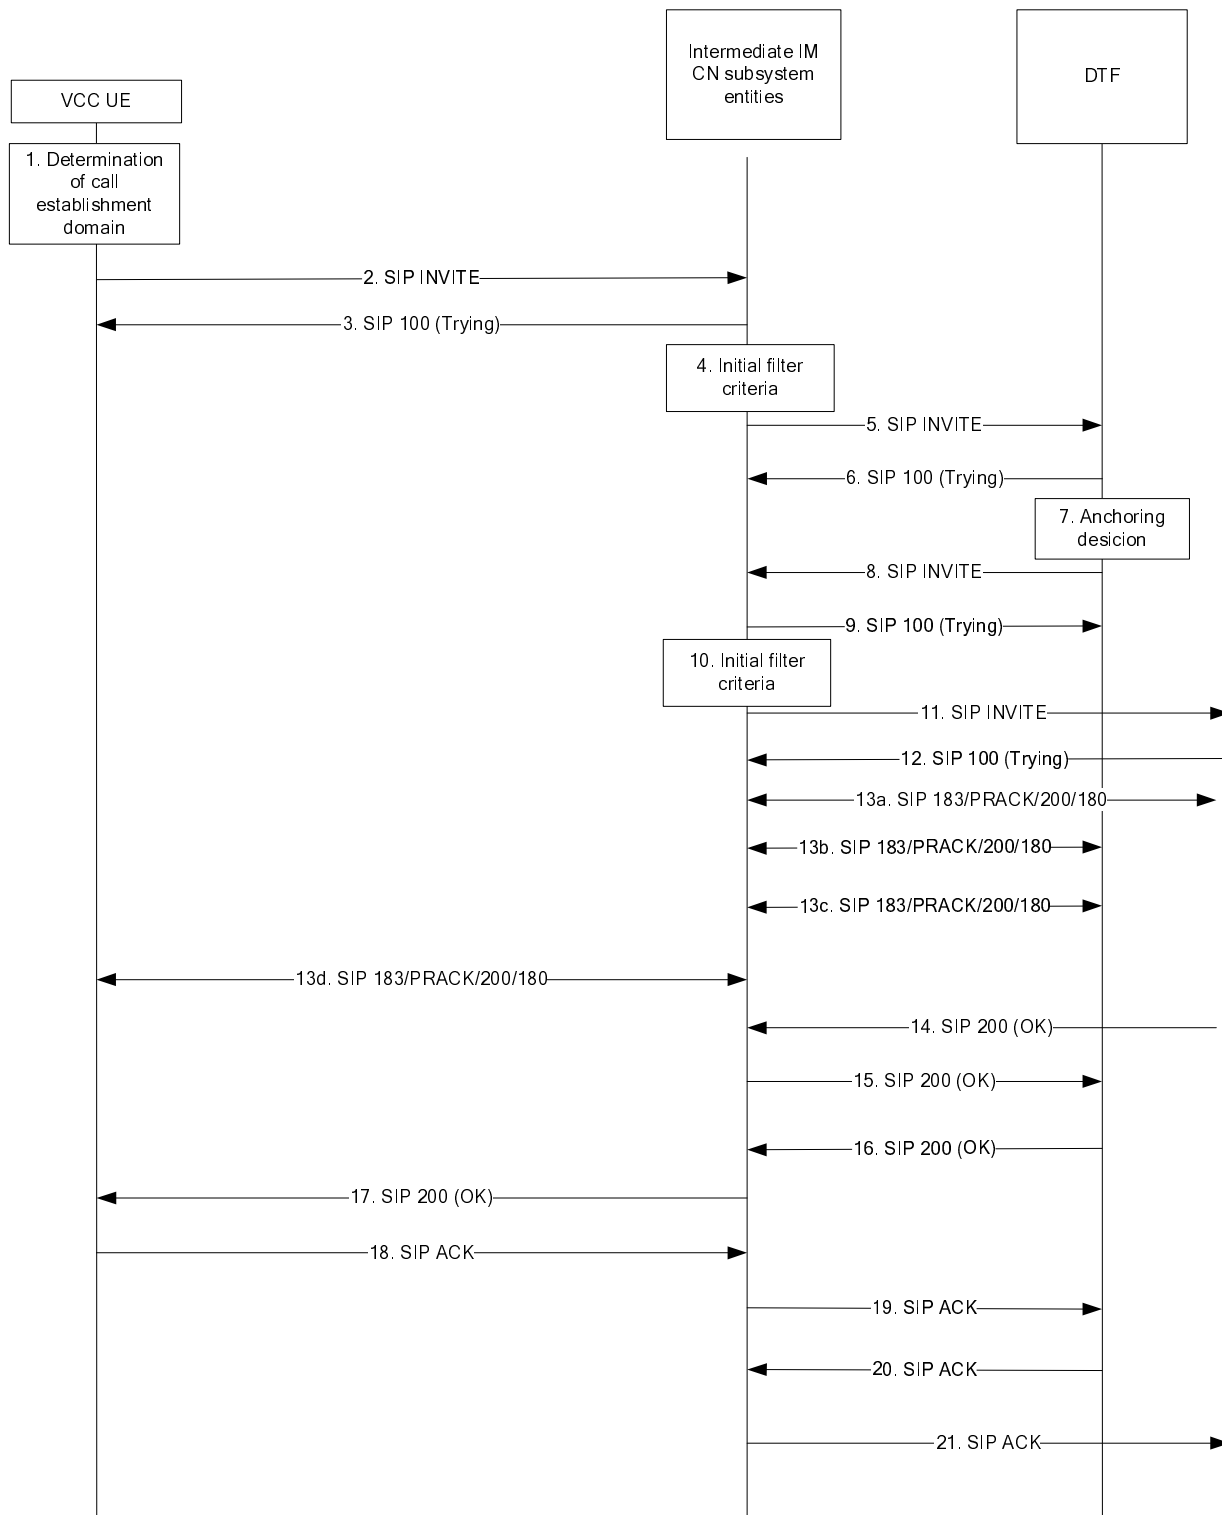 Intermediate IM
CN subsystem
entities
DTF
VCC UE
1. Determination
of call
establishment
domain
2. SIP INVITE
3. SIP 100 (Trying)
4. Initial filter
criteria
5. SIP INVITE
6. SIP 100 (Trying)
7. Anchoring
desicion
8. SIP INVITE
9. SIP 100 (Trying)
10. Initial filter
criteria
11. SIP INVITE
12. SIP 100 (Trying)
13a. SIP 183/PRACK/200/180
13b. SIP 183/PRACK/200/180
13c. SIP 183/PRACK/200/180
13d. SIP 183/PRACK/200/180
14. SIP 200 (OK)
15. SIP 200 (OK)
16. SIP 200 (OK)
17. SIP 200 (OK)
18. SIP ACK
19. SIP ACK
20. SIP ACK
21. SIP ACK